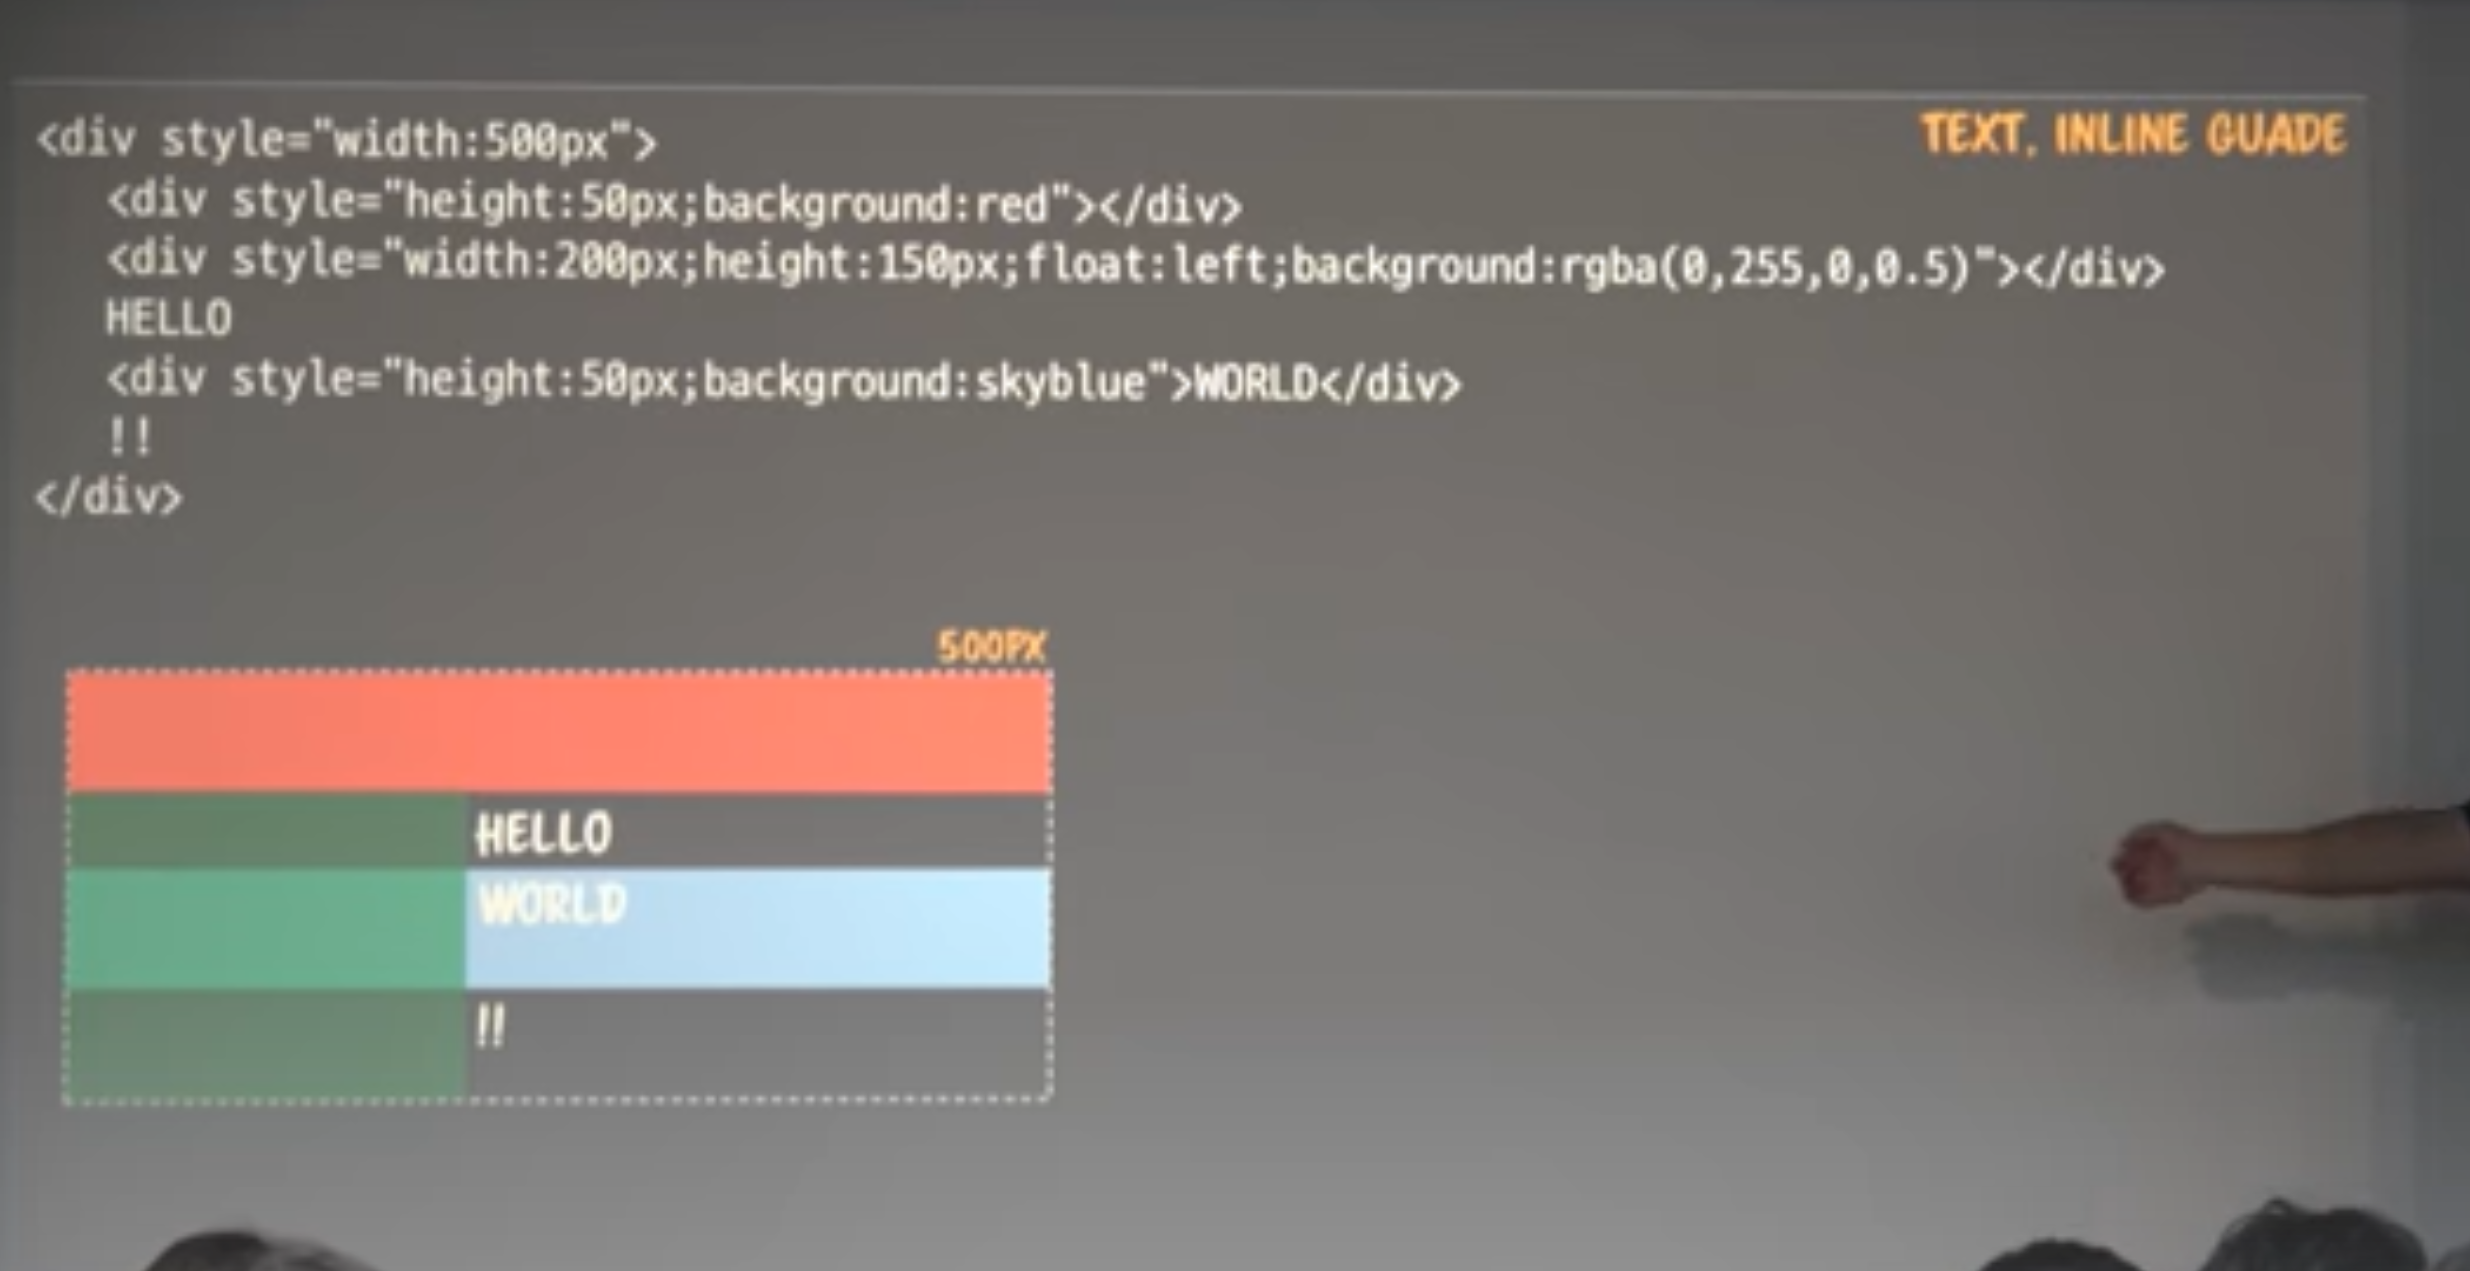 TEXT, INLINE GUADE
<div style="width:500px">
<div style="height:50px;background:red"></div>
<div style="width:200px;height:150px;float:left;background:rgba(0,255,0,0.5)"></div>
HELLO
<div style="height:50px;background:skyblue">WORLD</div>
!!
</div>
500PX
HELLO
WORLD
!!